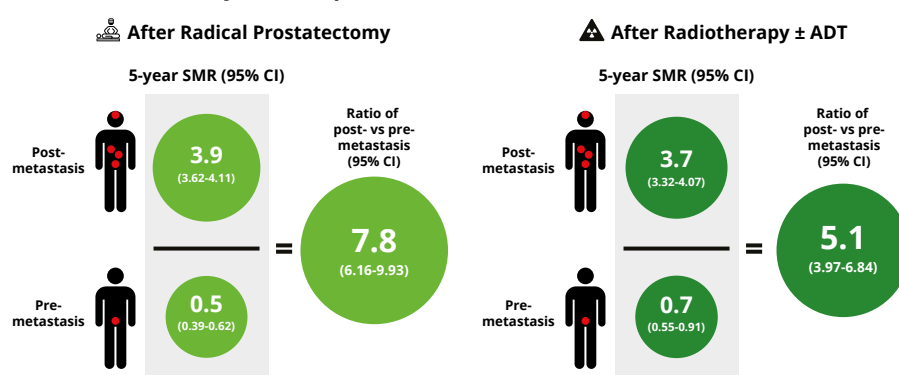 After Radical Prostatectomy
5-year SMR (95% CI)
Post-
metastasis
3.9
(3.62-4.11)
Ratio of
post- vs pre-
metastasis
(95% CI)
=
7.8
(6.16-9.93)
Pre-
metastasis
0.5
(0.39-0.62)
After Radiotherapy ± ADT
5-year SMR (95% CI)
Post-
metastasis
3.7
(3.32-4.07)
Ratio of
post- vs pre-
metastasis
(95% CI)
=
5.1
(3.97-6.84)
Pre-
metastasis
0.7
(0.55-0.91)